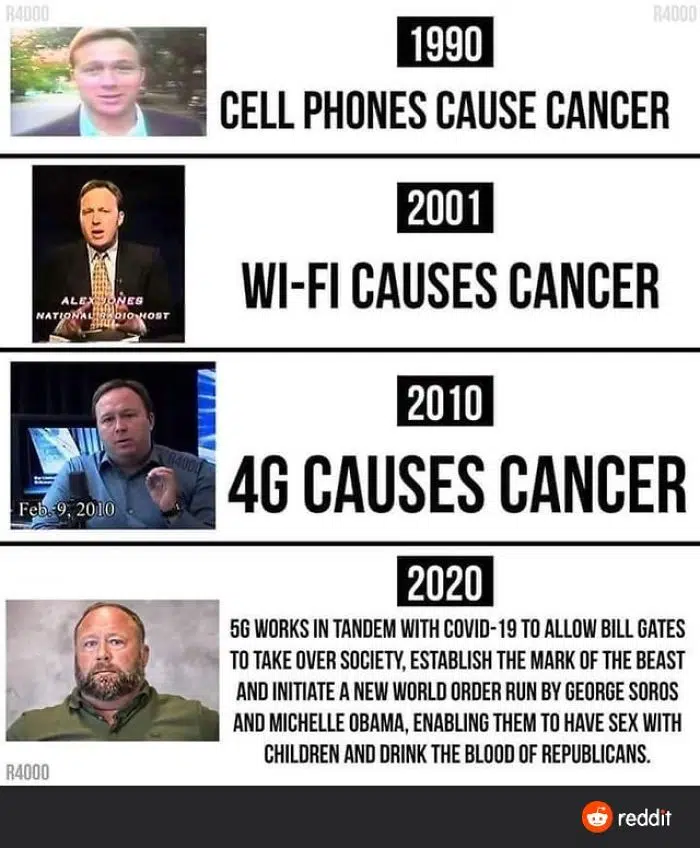 R4000 R4000
1990
CELL PHONES CAUSE CANCER
2001
WI-FI CAUSES CANCER
ALEX JONES
NATIONAL RADIO HOST
2010
4G CAUSES CANCER
R4000
Feb. 9, 2010
2020
5G WORKS IN TANDEM WITH COVID-19 TO ALLOW BILL GATES
TO TAKE OVER SOCIETY, ESTABLISH THE MARK OF THE BEAST
AND INITIATE A NEW WORLD ORDER RUN BY GEORGE SOROS
AND MICHELLE OBAMA, ENABLING THEM TO HAVE SEX WITH
CHILDREN AND DRINK THE BLOOD OF REPUBLICANS.
R4000
reddit